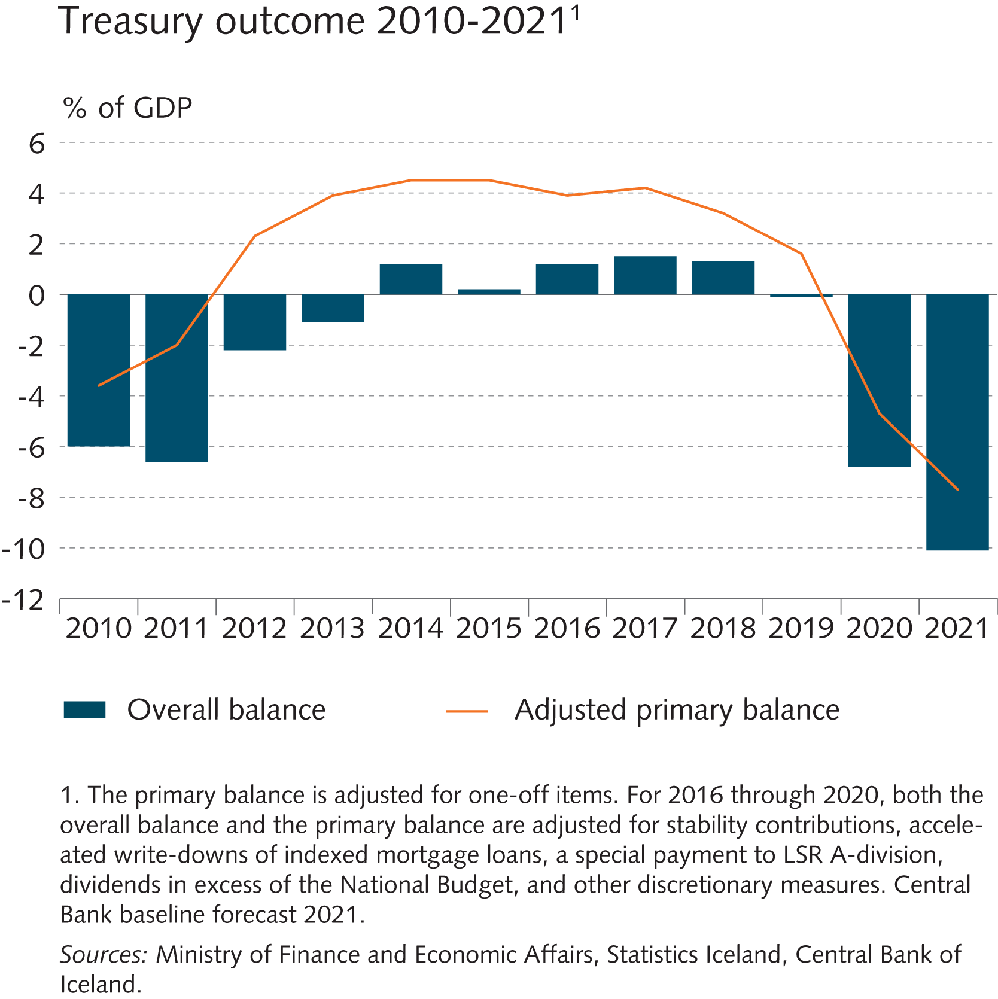 Treasury outcome 2010-2021¹
% of GDP
6
4
2
0
-2
-4
-6
-8
-10
-12
2010 2011 2012 2013 2014 2015 2016 2017 2018 2019 2020 2021
Overall balance Adjusted primary balance
1. The primary balance is adjusted for one-off items. For 2016 through 2020, both the
overall balance and the primary balance are adjusted for stability contributions, accele-
ated write-downs of indexed mortgage loans, a special payment to LSR A-division,
dividends in excess of the National Budget, and other discretionary measures. Central
Bank baseline forecast 2021.
Sources: Ministry of Finance and Economic Affairs, Statistics Iceland, Central Bank of
Iceland.